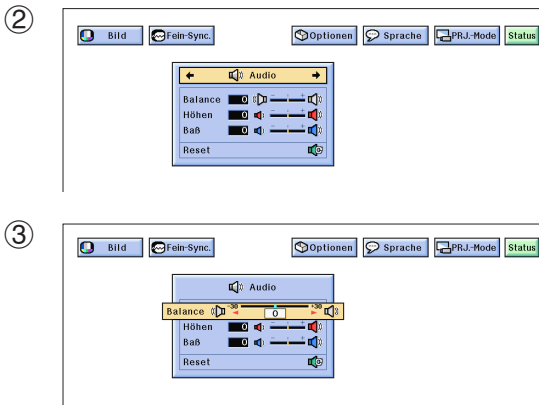 ②
Bild Fein-Sync. Optionen Sprache PRJ.-Mode Status
Audio
Balance 0 - +
Höhen 0 - +
Baß 0 - +
Reset
③
Bild Fein-Sync. Optionen Sprache PRJ.-Mode Status
Audio
Balance -30 0 +30
Höhen 0 - +
Baß 0 - +
Reset